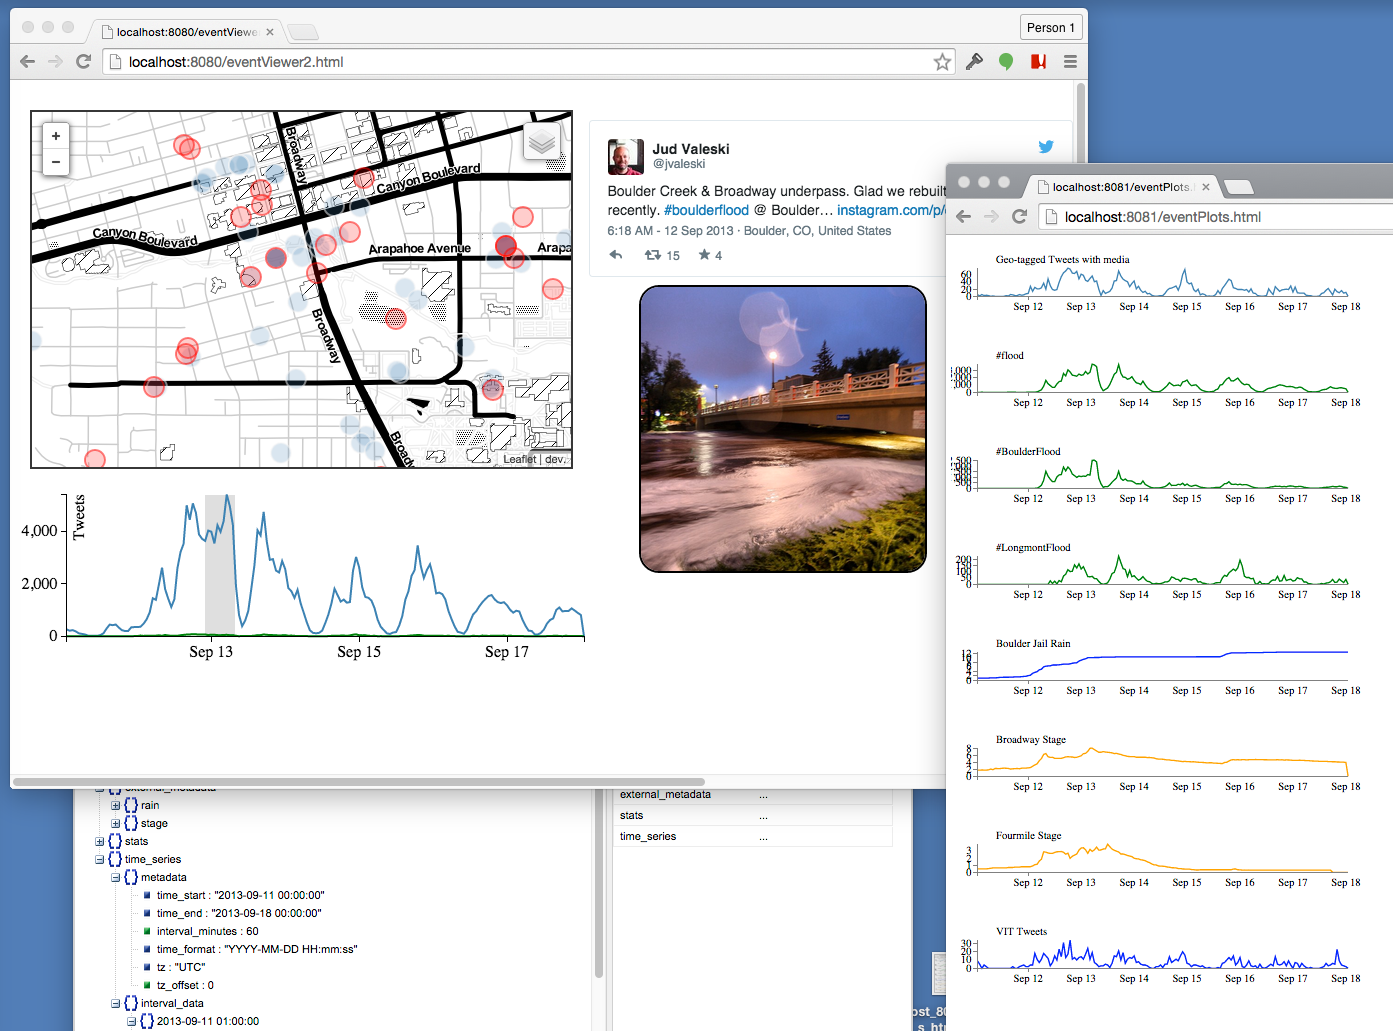 localhost:8080/eventViewe
Person 1
localhost:8080/eventViewer2.html
+
−
Broadway
Canyon Boulevard
Canyon Boulevard
Arapahoe Avenue
Arapa
Broadway
Broadw
Leaflet | dev.
Jud Valeski
@jvaleski
Boulder Creek & Broadway underpass. Glad we rebuilt
recently. #boulderflood @ Boulder… instagram.com/p/
6:18 AM - 12 Sep 2013 · Boulder, CO, United States
15
4
Tweets
4,000
2,000
0
Sep 13
Sep 15
Sep 17
localhost:8081/eventPlots.
localhost:8081/eventPlots.html
Geo-tagged Tweets with media
60
40
20
0
Sep 12 Sep 13 Sep 14 Sep 15 Sep 16 Sep 17 Sep 18
#flood
0
Sep 12 Sep 13 Sep 14 Sep 15 Sep 16 Sep 17 Sep 18
#BoulderFlood
0
Sep 12 Sep 13 Sep 14 Sep 15 Sep 16 Sep 17 Sep 18
#LongmontFlood
200
150
100
50
0
Sep 12 Sep 13 Sep 14 Sep 15 Sep 16 Sep 17 Sep 18
Boulder Jail Rain
12
10
8
6
4
2
0
Sep 12 Sep 13 Sep 14 Sep 15 Sep 16 Sep 17 Sep 18
Broadway Stage
8
6
4
2
0
Sep 12 Sep 13 Sep 14 Sep 15 Sep 16 Sep 17 Sep 18
Fourmile Stage
3
2
1
0
Sep 12 Sep 13 Sep 14 Sep 15 Sep 16 Sep 17 Sep 18
VIT Tweets
30
20
10
0
Sep 12 Sep 13 Sep 14 Sep 15 Sep 16 Sep 17 Sep 18
external_metadata
rain
stage
stats
time_series
metadata
time_start : "2013-09-11 00:00:00"
time_end : "2013-09-18 00:00:00"
interval_minutes : 60
time_format : "YYYY-MM-DD HH:mm:ss"
tz : "UTC"
tz_offset : 0
interval_data
2013-09-11 01:00:00
external_metadata ...
stats ...
time_series ...